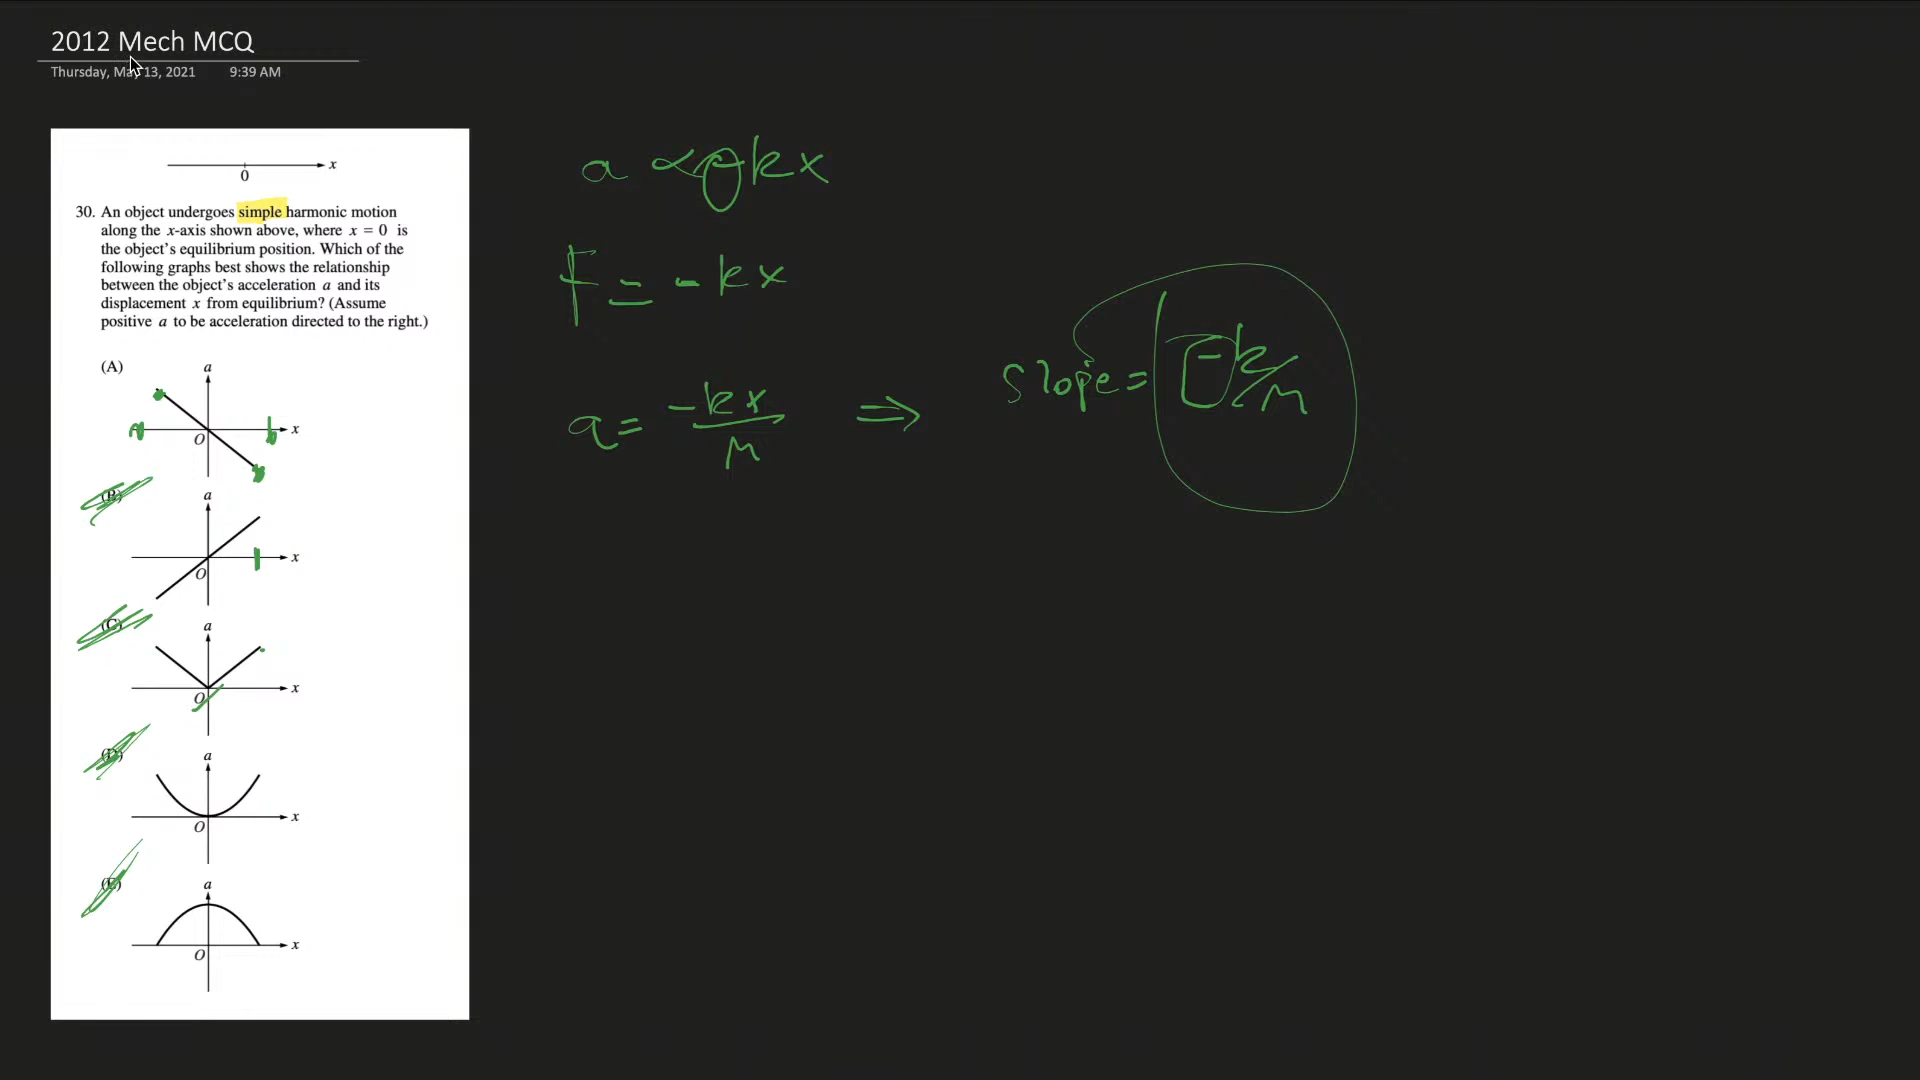 2012 Mech MCQ
Thursday, May 13, 2021 9:39 AM
x
0
30. An object undergoes simple harmonic motion
along the x-axis shown above, where x = 0 is
the object's equilibrium position. Which of the
following graphs best shows the relationship
between the object's acceleration a and its
displacement x from equilibrium? (Assume
positive a to be acceleration directed to the right.)
(A)
a
x
O
(B)
a
x
O
(C)
a
x
O
(D)
a
x
O
(E)
a
x
O
a ∝ -kx
F = -kx
a = -kx/M ⇒ slope = -k/M